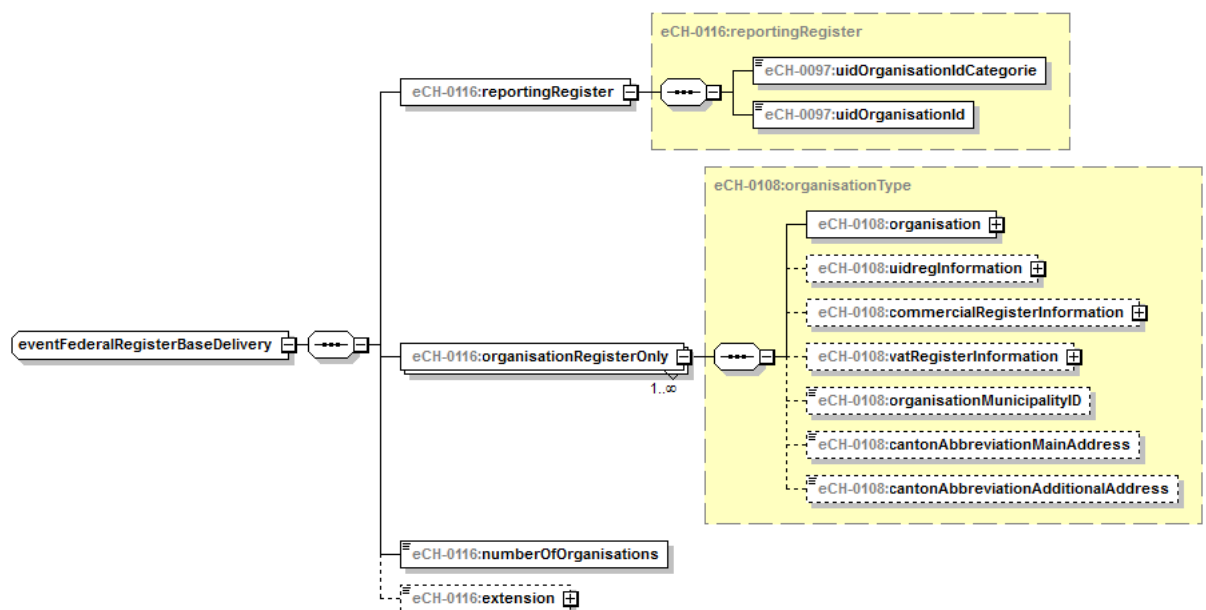 eCH-0116:reportingRegister
eCH-0116:reportingRegister
eCH-0097:uidOrganisationIdCategorie
eCH-0097:uidOrganisationId
eCH-0108:organisationType
eCH-0108:organisation
eCH-0108:uidregInformation
eCH-0108:commercialRegisterInformation
eventFederalRegisterBaseDelivery
eCH-0116:organisationRegisterOnly
1..∞
eCH-0108:vatRegisterInformation
eCH-0108:organisationMunicipalityID
eCH-0108:cantonAbbreviationMainAddress
eCH-0108:cantonAbbreviationAdditionalAddress
eCH-0116:numberOfOrganisations
eCH-0116:extension